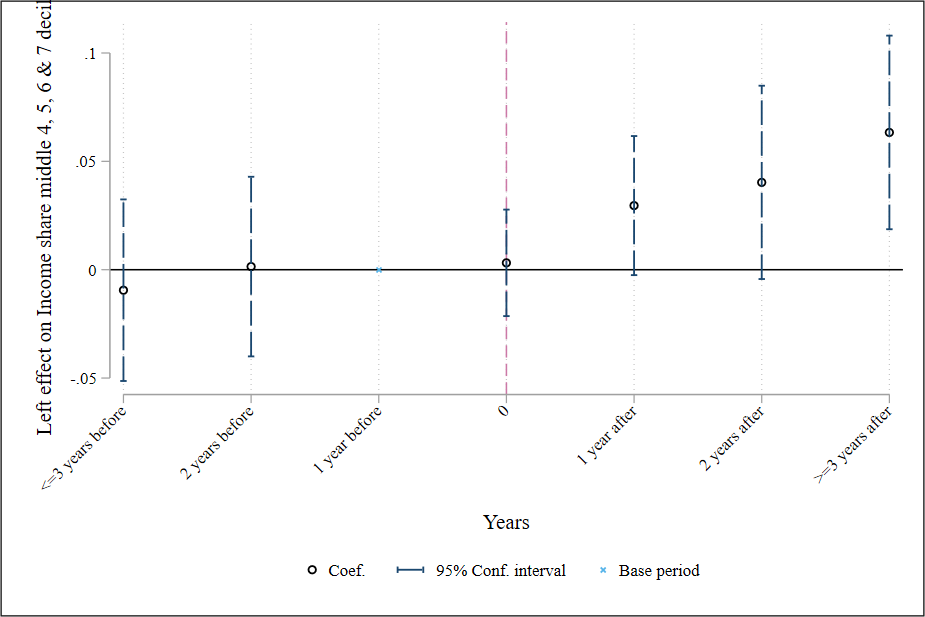 Left effect on Income share middle 4, 5, 6 & 7 decil
.1
.05
0
-.05
<=3 years before
2 years before
1 year before
0
1 year after
2 years after
>=3 years after
Years
Coef.
95% Conf. interval
Base period